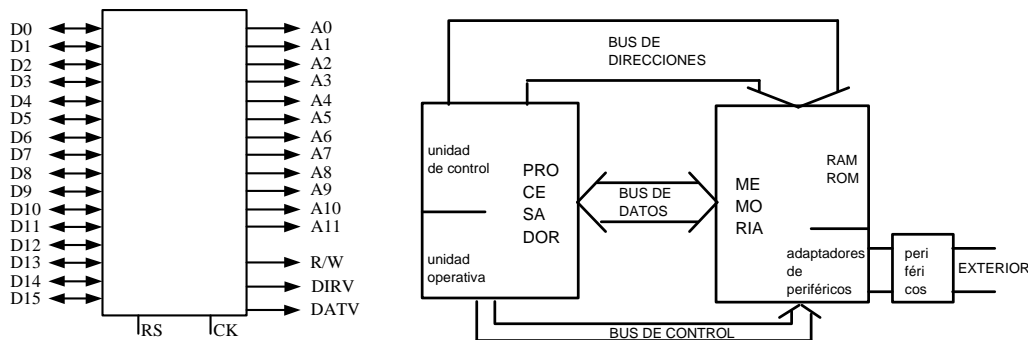 D0
D1
D2
D3
D4
D5
D6
D7
D8
D9
D10
D11
D12
D13
D14
D15
A0
A1
A2
A3
A4
A5
A6
A7
A8
A9
A10
A11
R/W
DIRV
DATV
RS
CK
BUS DE
DIRECCIONES
unidad
de control
PRO
CE
SA
DOR
unidad
operativa
BUS DE
DATOS
RAM
ROM
ME
MO
RIA
adaptadores
de
periféricos
peri
féri
cos
EXTERIOR
BUS DE CONTROL